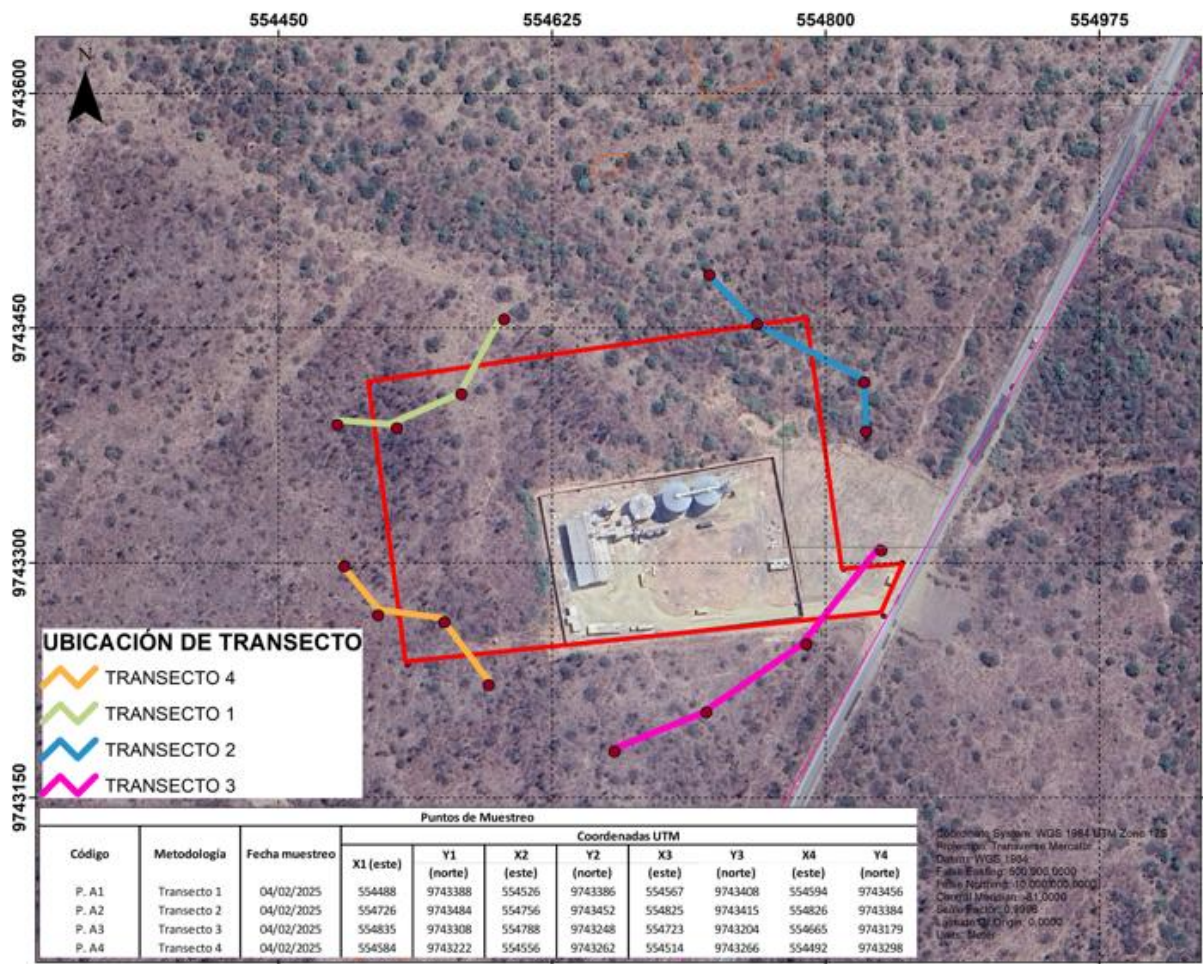 554450 554625 554800 554975
N
9743600
9743450
9743300
9743150
UBICACIÓN DE TRANSECTO
TRANSECTO 4
TRANSECTO 1
TRANSECTO 2
TRANSECTO 3
Puntos de Muestreo
Código Metodología Fecha muestreo Coordenadas UTM
X1 (este) Y1 (norte) X2 (este) Y2 (norte) X3 (este) Y3 (norte) X4 (este) Y4 (norte)
P. A1 Transecto 1 04/02/2025 554488 9743388 554526 9743386 554567 9743408 554594 9743456
P. A2 Transecto 2 04/02/2025 554726 9743484 554756 9743452 554825 9743415 554826 9743384
P. A3 Transecto 3 04/02/2025 554835 9743308 554788 9743248 554723 9743204 554665 9743179
P. A4 Transecto 4 04/02/2025 554584 9743222 554556 9743262 554514 9743266 554492 9743298
Coordinate System: WGS 1984 UTM Zone 17S
Projection: Transverse Mercator
Datum: WGS 1984
False Easting: 500.000,0000
False Northing: 10.000.000,0000
Central Meridian: -81,0000
Scale Factor: 0,9996
Latitude Of Origin: 0,0000
Units: Meter